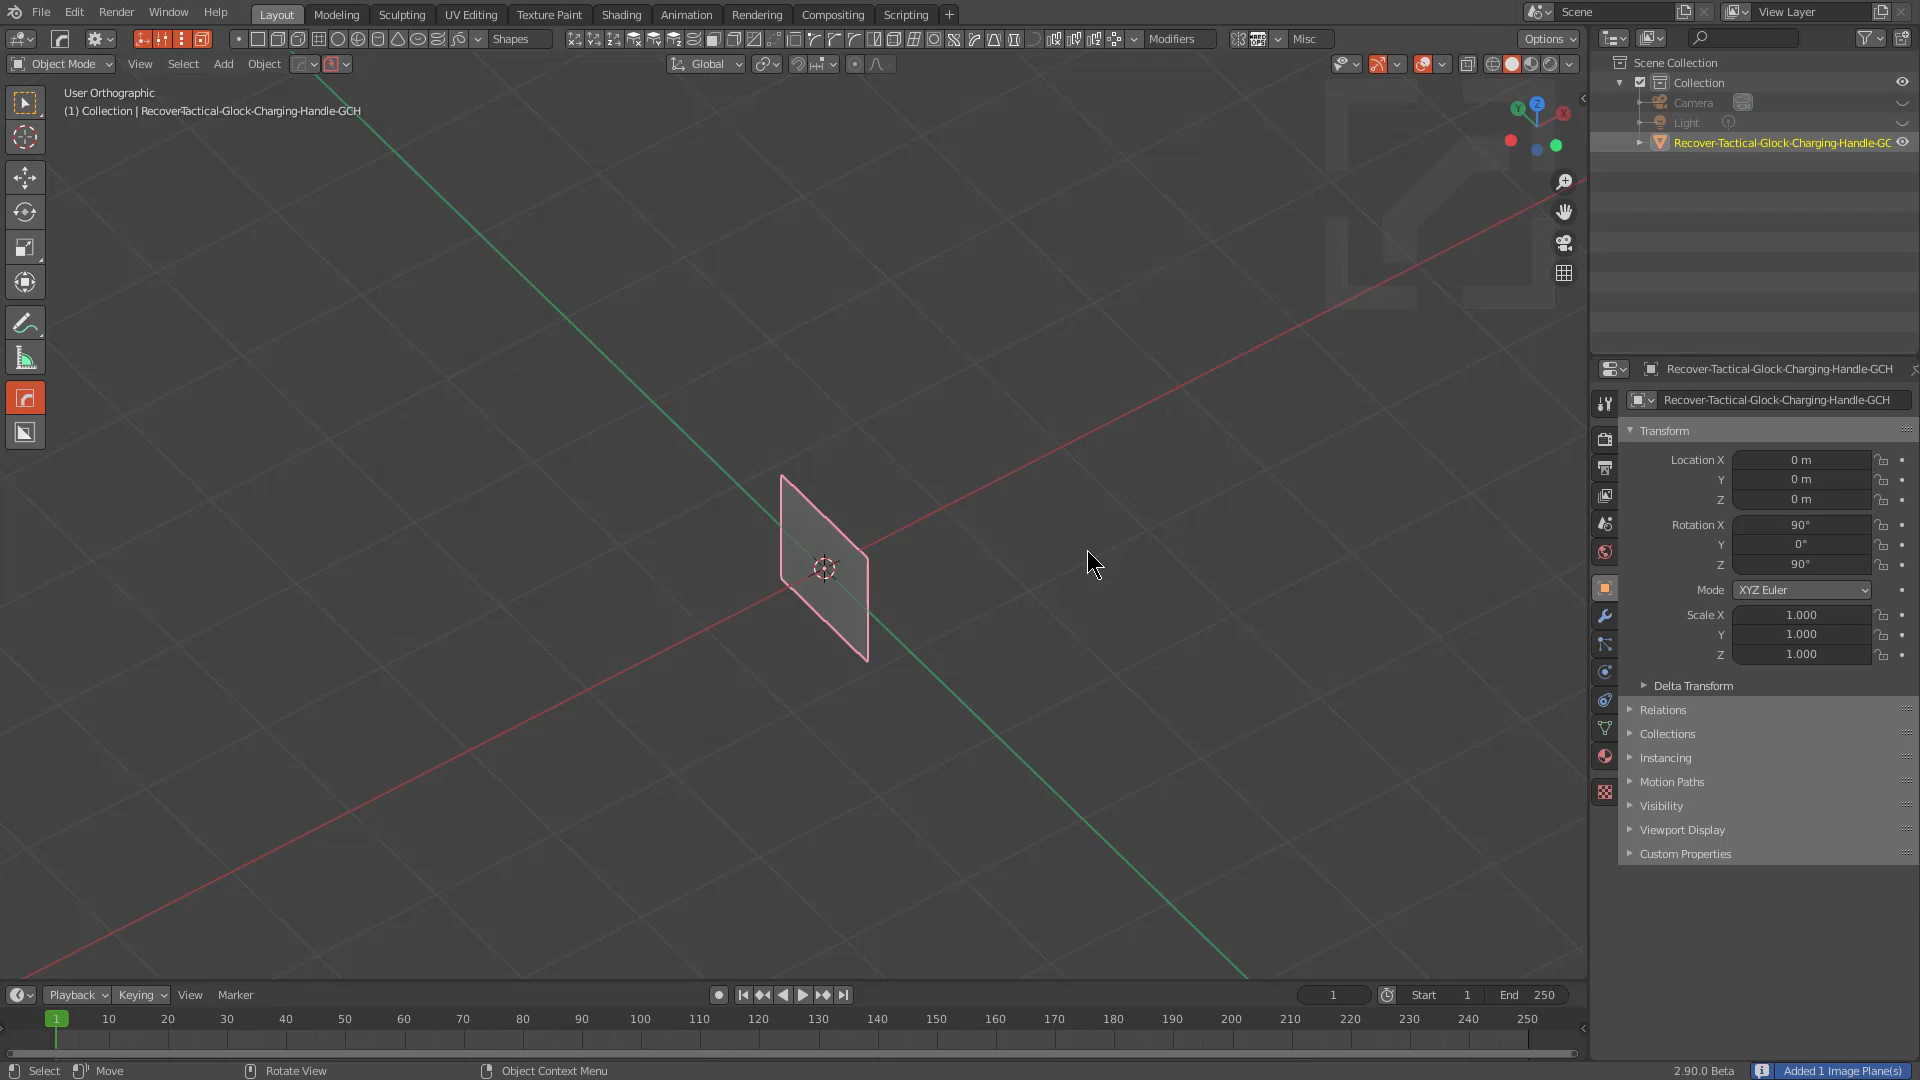 File Edit Render Window Help Layout Modeling Sculpting UV Editing Texture Paint Shading Animation Rendering Compositing Scripting + Scene View Layer
Shapes Modifiers Misc Options
Object Mode View Select Add Object Global
User Orthographic
(1) Collection | Recover-Tactical-Glock-Charging-Handle-GCH
Z
Y
X
Scene Collection
Collection
Camera
Light
Recover-Tactical-Glock-Charging-Handle-GC
Recover-Tactical-Glock-Charging-Handle-GCH
Recover-Tactical-Glock-Charging-Handle-GCH
Transform
Location X 0 m
Y 0 m
Z 0 m
Rotation X 90°
Y 0°
Z 90°
Mode XYZ Euler
Scale X 1.000
Y 1.000
Z 1.000
Delta Transform
Relations
Collections
Instancing
Motion Paths
Visibility
Viewport Display
Custom Properties
Playback Keying View Marker 1 Start 1 End 250
1 10 20 30 40 50 60 70 80 90 100 110 120 130 140 150 160 170 180 190 200 210 220 230 240 250
Select Move Rotate View Object Context Menu 2.90.0 Beta Added 1 Image Plane(s)